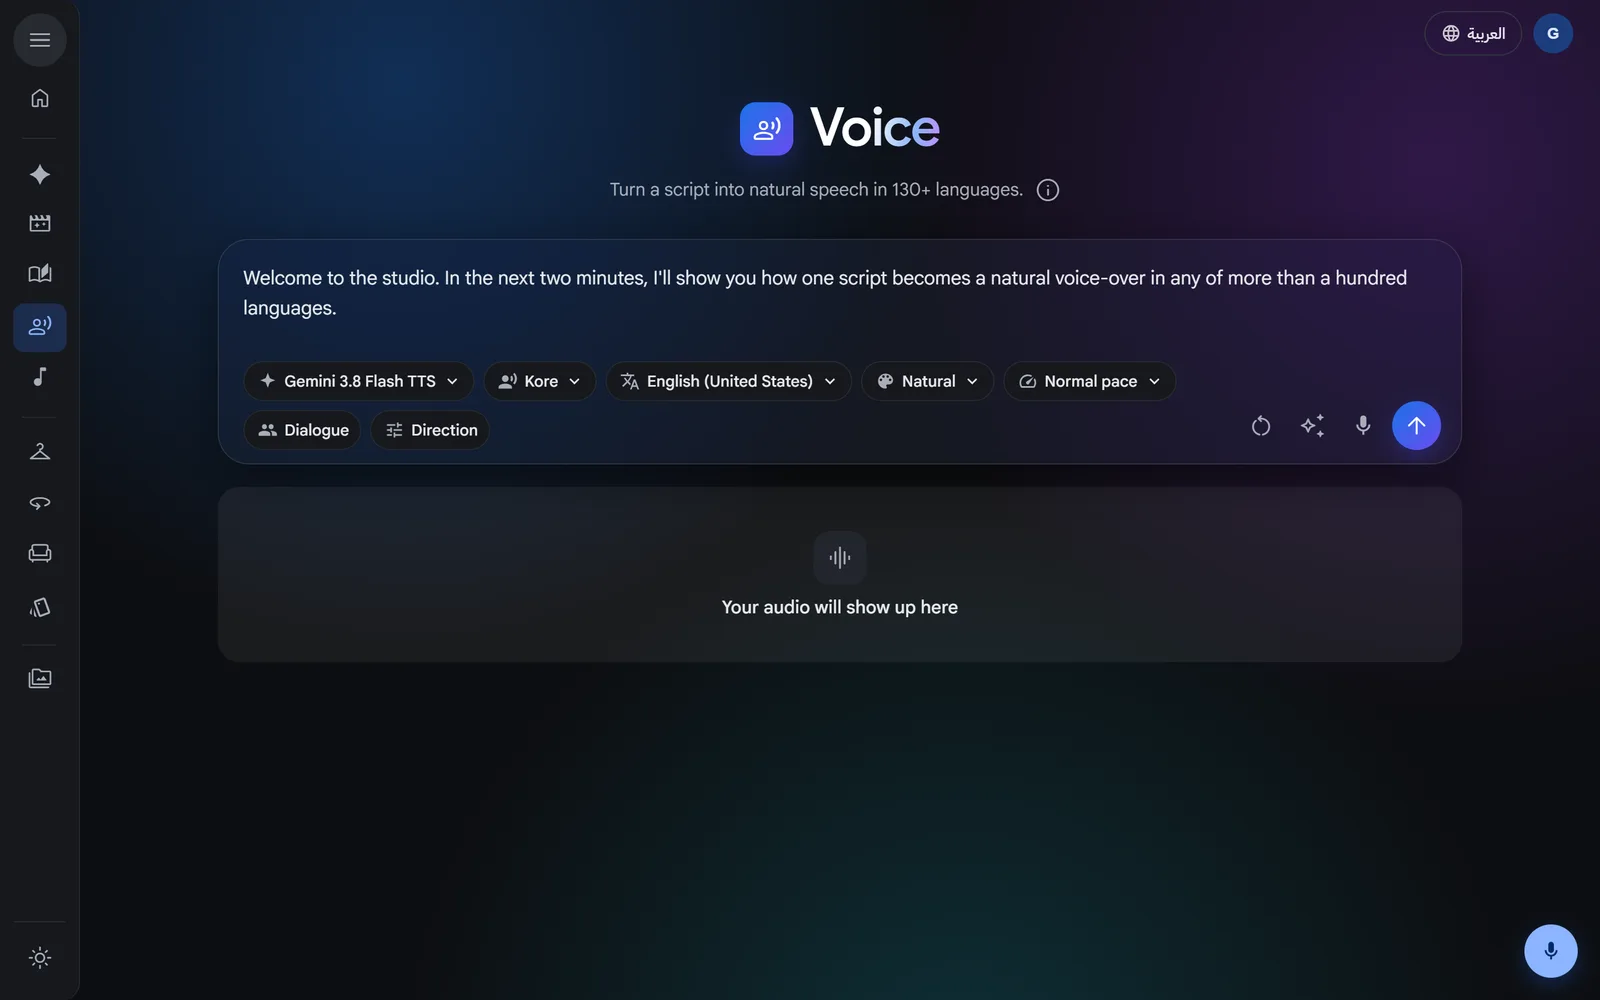 العربية
G
Voice
Turn a script into natural speech in 130+ languages.
Welcome to the studio. In the next two minutes, I'll show you how one script becomes a natural voice-over in any of more than a hundred
languages.
Gemini 3.8 Flash TTS
Kore
English (United States)
Natural
Normal pace
Dialogue
Direction
Your audio will show up here